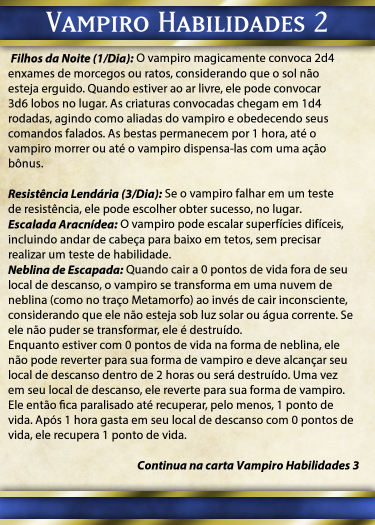 Vampiro Habilidades 2
Filhos da Noite (1/Dia): O vampiro magicamente convoca 2d4
enxames de morcegos ou ratos, considerando que o sol não
esteja erguido. Quando estiver ao ar livre, ele pode convocar
3d6 lobos no lugar. As criaturas convocadas chegam em 1d4
rodadas, agindo como aliadas do vampiro e obedecendo seus
comandos falados. As bestas permanecem por 1 hora, até o
vampiro morrer ou até o vampiro dispensa-las com uma ação
bônus.
Resistência Lendária (3/Dia): Se o vampiro falhar em um teste
de resistência, ele pode escolher obter sucesso, no lugar.
Escalada Aracnídea: O vampiro pode escalar superfícies difíceis,
incluindo andar de cabeça para baixo em tetos, sem precisar
realizar um teste de habilidade.
Neblina de Escapada: Quando cair a 0 pontos de vida fora de seu
local de descanso, o vampiro se transforma em uma nuvem de
neblina (como no traço Metamorfo) ao invés de cair inconsciente,
considerando que ele não esteja sob luz solar ou água corrente. Se
ele não puder se transformar, ele é destruído.
Enquanto estiver com 0 pontos de vida na forma de neblina, ele
não pode reverter para sua forma de vampiro e deve alcançar seu
local de descanso dentro de 2 horas ou será destruído. Uma vez
em seu local de descanso, ele reverte para sua forma de vampiro.
Ele então fica paralisado até recuperar, pelo menos, 1 ponto de
vida. Após 1 hora gasta em seu local de descanso com 0 pontos de
vida, ele recupera 1 ponto de vida.
Continua na carta Vampiro Habilidades 3